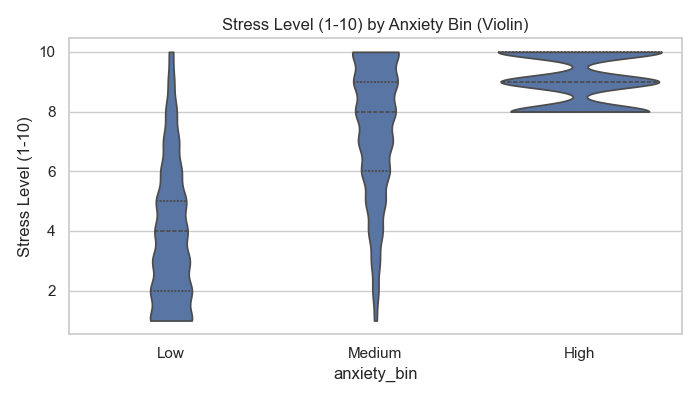 Stress Level (1-10) by Anxiety Bin (Violin)
Stress Level (1-10)
10
8
6
4
2
Low Medium High
anxiety_bin